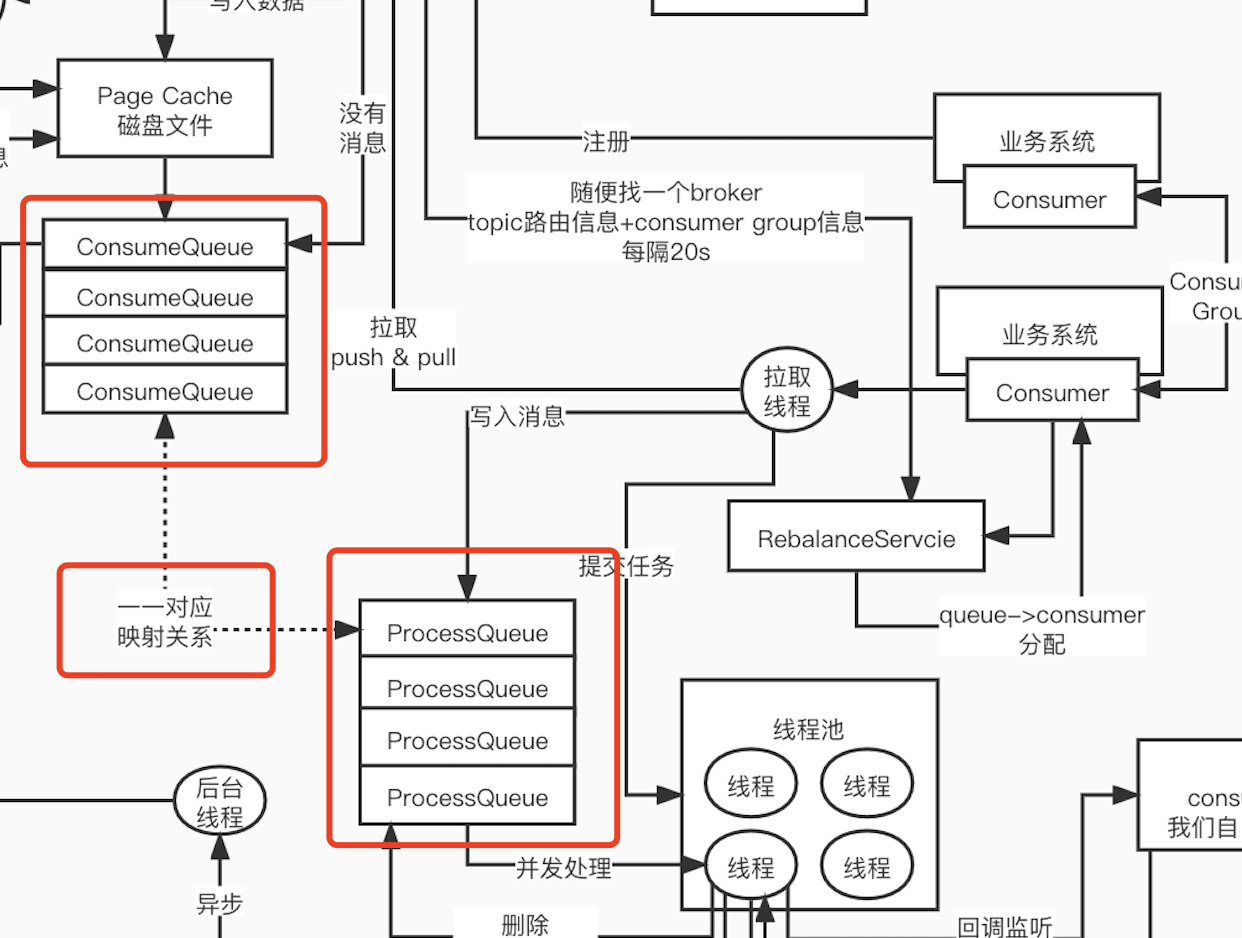 写入数据
Page Cache
磁盘文件
没有
消息
注册
业务系统
Consumer
随便找一个broker
topic路由信息+consumer group信息
每隔20s
ConsumeQueue
ConsumeQueue
ConsumeQueue
ConsumeQueue
拉取
push & pull
拉取
线程
业务系统
Consumer
写入消息
提交任务
RebalanceServcie
queue->consumer
分配
一一对应
映射关系
ProcessQueue
ProcessQueue
ProcessQueue
ProcessQueue
线程池
线程
线程
线程
线程
后台
线程
并发处理
异步
删除
回调监听
我们自